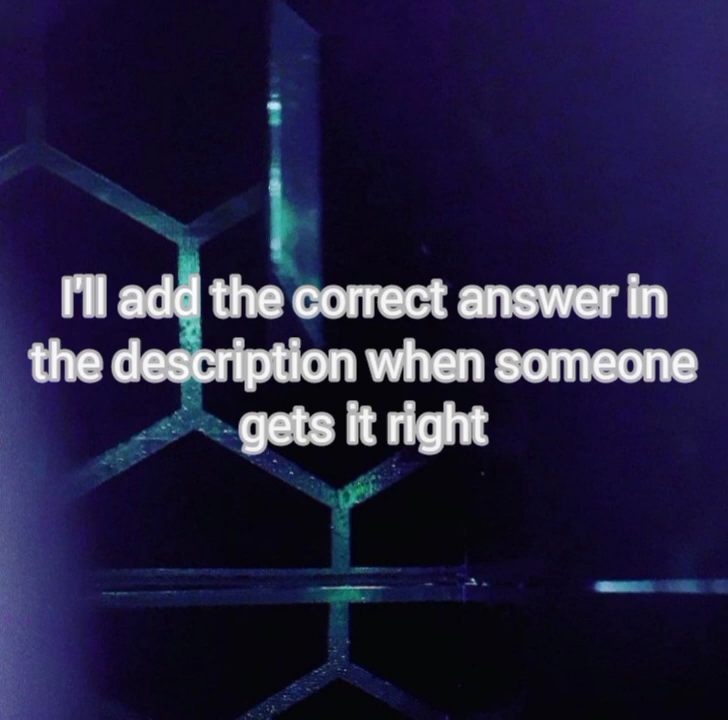 I'll add the correct answer in
the description when someone
gets it right